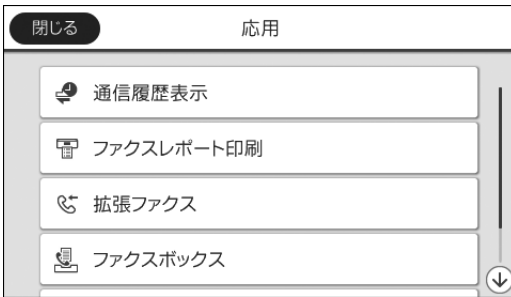 閉じる
応用
通信履歴表示
ファクスレポート印刷
拡張ファクス
ファクスボックス